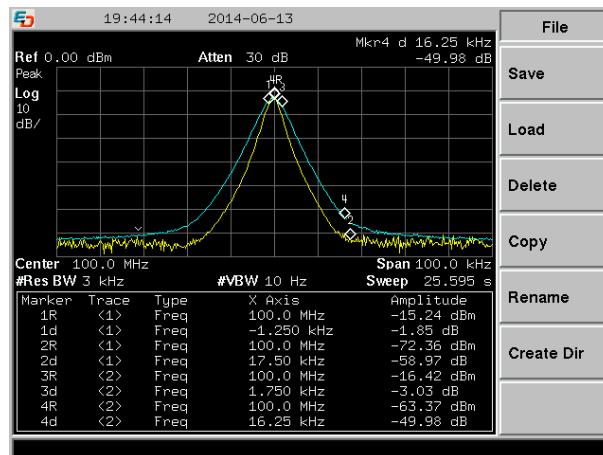 19:44:14 2014-06-13
File
Mkr4 d 16.25 kHz
Ref 0.00 dBm Atten 30 dB -49.98 dB
Peak
Log
10
dB/
4R
1 3
4
2
Save
Load
Delete
Copy
Rename
Create Dir
Center 100.0 MHz Span 100.0 kHz
#Res BW 3 kHz #VBW 10 Hz Sweep 25.595 s
Marker Trace Type X Axis Amplitude
1R <1> Freq 100.0 MHz -15.24 dBm
1d <1> Freq -1.250 kHz -1.85 dB
2R <1> Freq 100.0 MHz -72.36 dBm
2d <1> Freq 17.50 kHz -58.97 dB
3R <2> Freq 100.0 MHz -16.42 dBm
3d <2> Freq 1.750 kHz -3.03 dB
4R <2> Freq 100.0 MHz -63.37 dBm
4d <2> Freq 16.25 kHz -49.98 dB